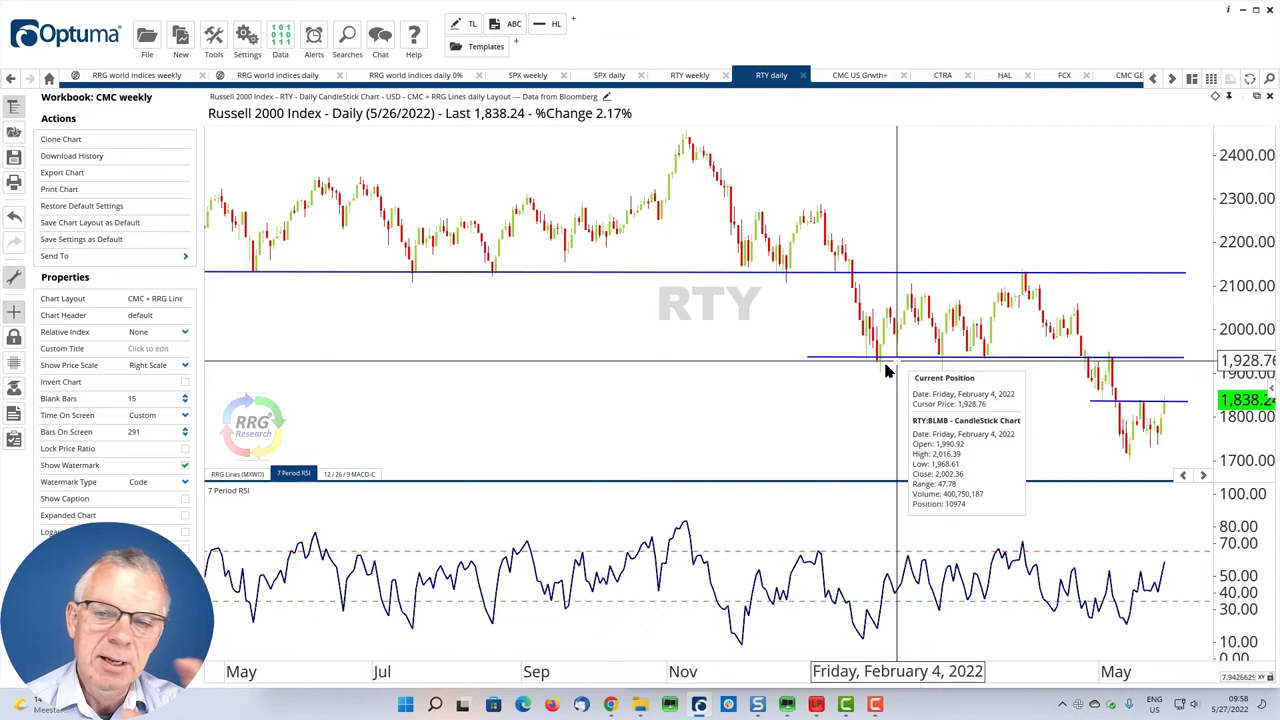 Optuma
File
New
Tools
Settings
Data
Alerts
Searches
Chat
Help
TL
ABC
HL
Templates
RRG world indices weekly
RRG world indices daily
RRG world indices daily 0%
SPX weekly
SPX daily
RTY weekly
RTY daily
CMC US Grwth+
CTRA
HAL
FCX
CMC GE
Workbook: CMC weekly
Actions
Clone Chart
Download History
Export Chart
Print Chart
Restore Default Settings
Save Chart Layout as Default
Save Settings as Default
Send To
Properties
Chart Layout CMC + RRG Line
Chart Header default
Relative Index None
Custom Title Click to edit
Show Price Scale Right Scale
Invert Chart
Blank Bars 15
Time On Screen Custom
Bars On Screen 291
Lock Price Ratio
Show Watermark
Watermark Type Code
Show Caption
Expanded Chart
Russell 2000 Index - RTY - Daily CandleStick Chart - USD - CMC + RRG Lines daily Layout --- Data from Bloomberg
Russell 2000 Index - Daily (5/26/2022) - Last 1,838.24 - %Change 2.17%
RTY
RRG
Research
2400.00
2300.00
2200.00
2100.00
2000.00
1,928.76
1900.00
1,838.24
1800.00
1700.00
Current Position
Date: Friday, February 4, 2022
Cursor Price: 1,928.76
RTY:BLMB - CandleStick Chart
Date: Friday, February 4, 2022
Open: 1,990.92
High: 2,016.39
Low: 1,968.61
Close: 2,002.36
Range: 47.78
Volume: 400,750,187
Position: 10974
RRG Lines (MXWO)
7 Period RSI
12 / 26 / 9 MACD-C
7 Period RSI
100.00
80.00
70.00
50.00
40.00
30.00
10.00
0.00
May
Jul
Sep
Nov
Friday, February 4, 2022
May
7.9426629
XY
ENG
US
09:58
5/27/2022